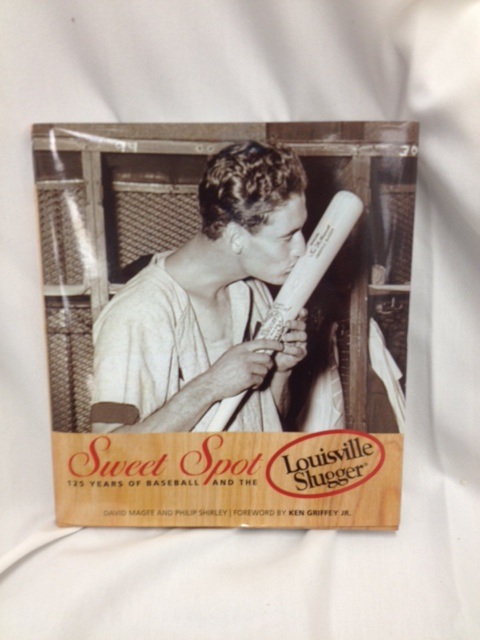 Sweet Spot
125 YEARS OF BASEBALL AND THE
Louisville
Slugger®
DAVID MAGEE AND PHILIP SHIRLEY | FOREWORD BY KEN GRIFFEY JR.